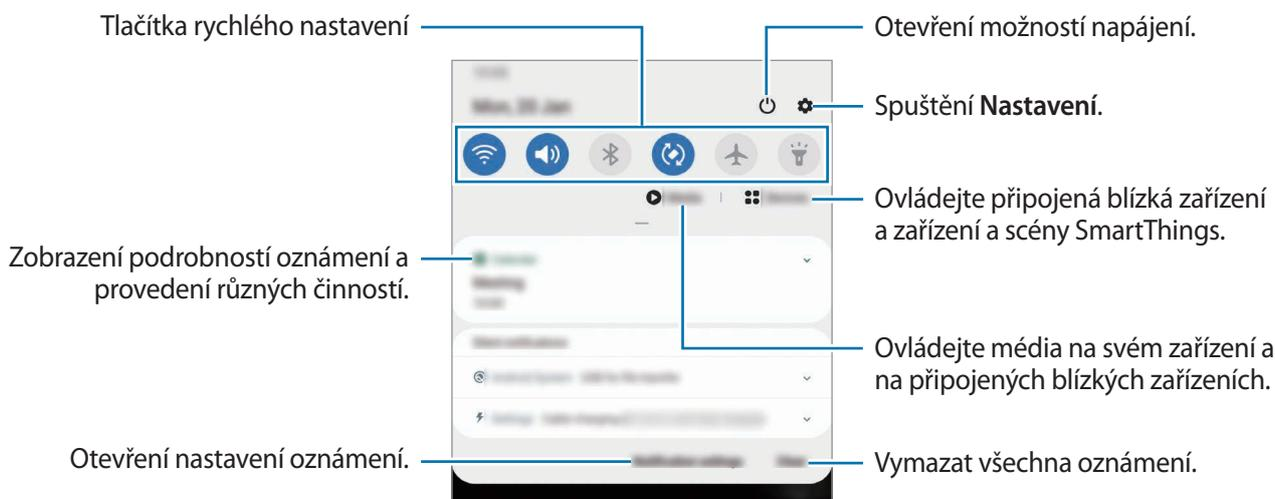 Tlačítka rychlého nastavení
Otevření možností napájení.
Spuštění Nastavení.
Ovládejte připojená blízká zařízení
a zařízení a scény SmartThings.
Zobrazení podrobností oznámení a
provedení různých činností.
Ovládejte média na svém zařízení a
na připojených blízkých zařízeních.
Otevření nastavení oznámení.
Vymazat všechna oznámení.